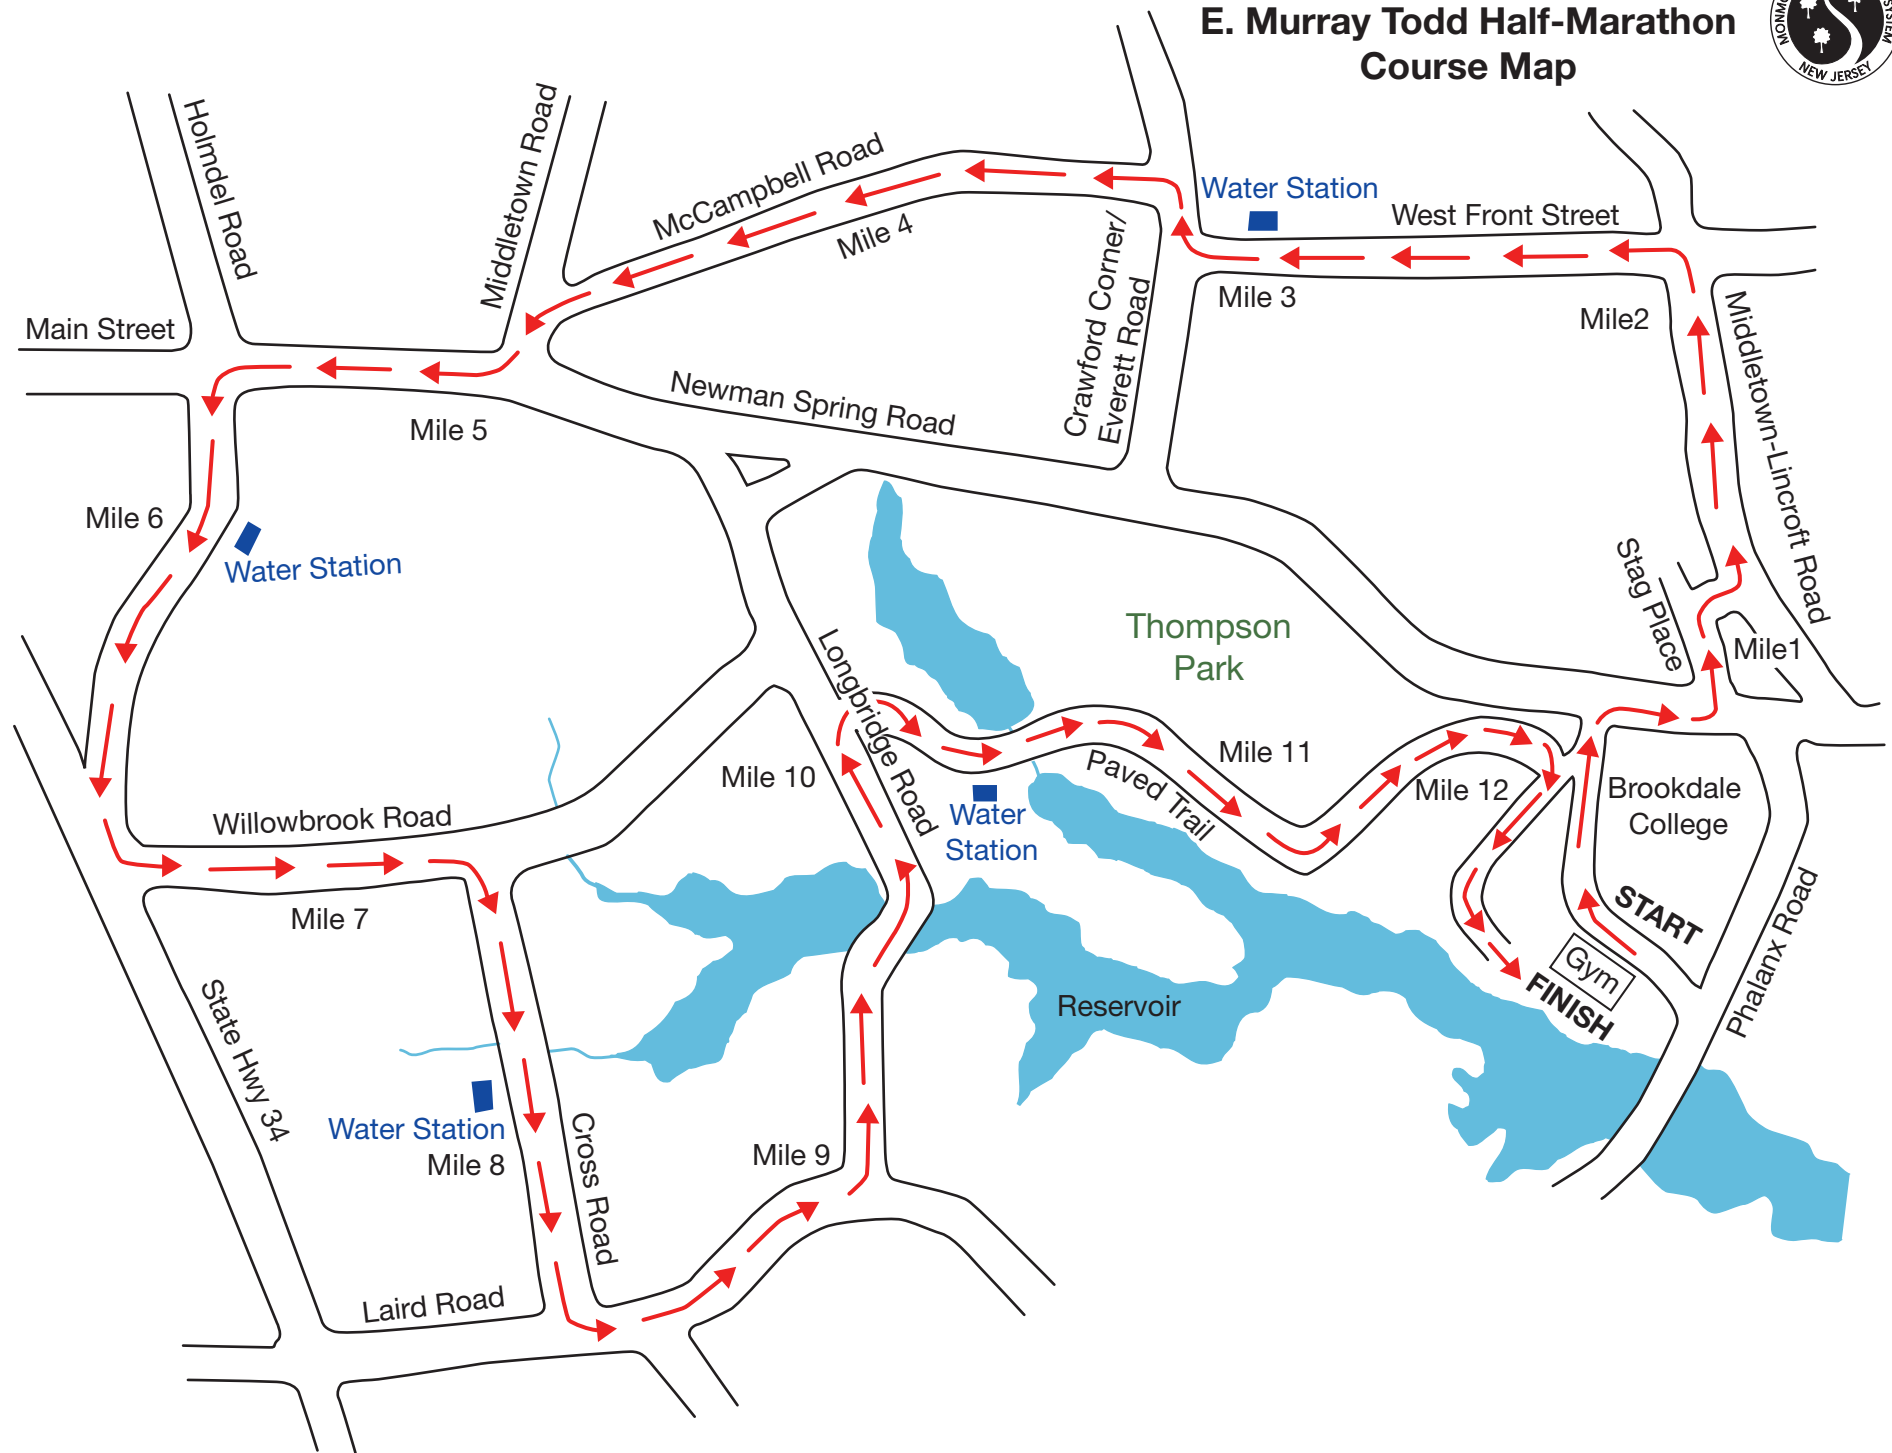 E. Murray Todd Half-Marathon
Course Map
NEW JERSEY
Holmdel Road
Middletown Road
McCampbell Road
Mile 4
Water Station
West Front Street
Mile 3
Mile2
Main Street
Mile 5
Newman Spring Road
Crawford Corner/
Everett Road
Middletown-Lincroft Road
Mile 6
Water Station
Stag Place
Mile1
Thompson
Park
Longbridge Road
Mile 10
Mile 11
Paved Trail
Mile 12
Water
Station
Brookdale
College
Willowbrook Road
Mile 7
START
Gym
FINISH
Phalanx Road
State Hwy 34
Reservoir
Water Station
Mile 8
Cross Road
Mile 9
Laird Road